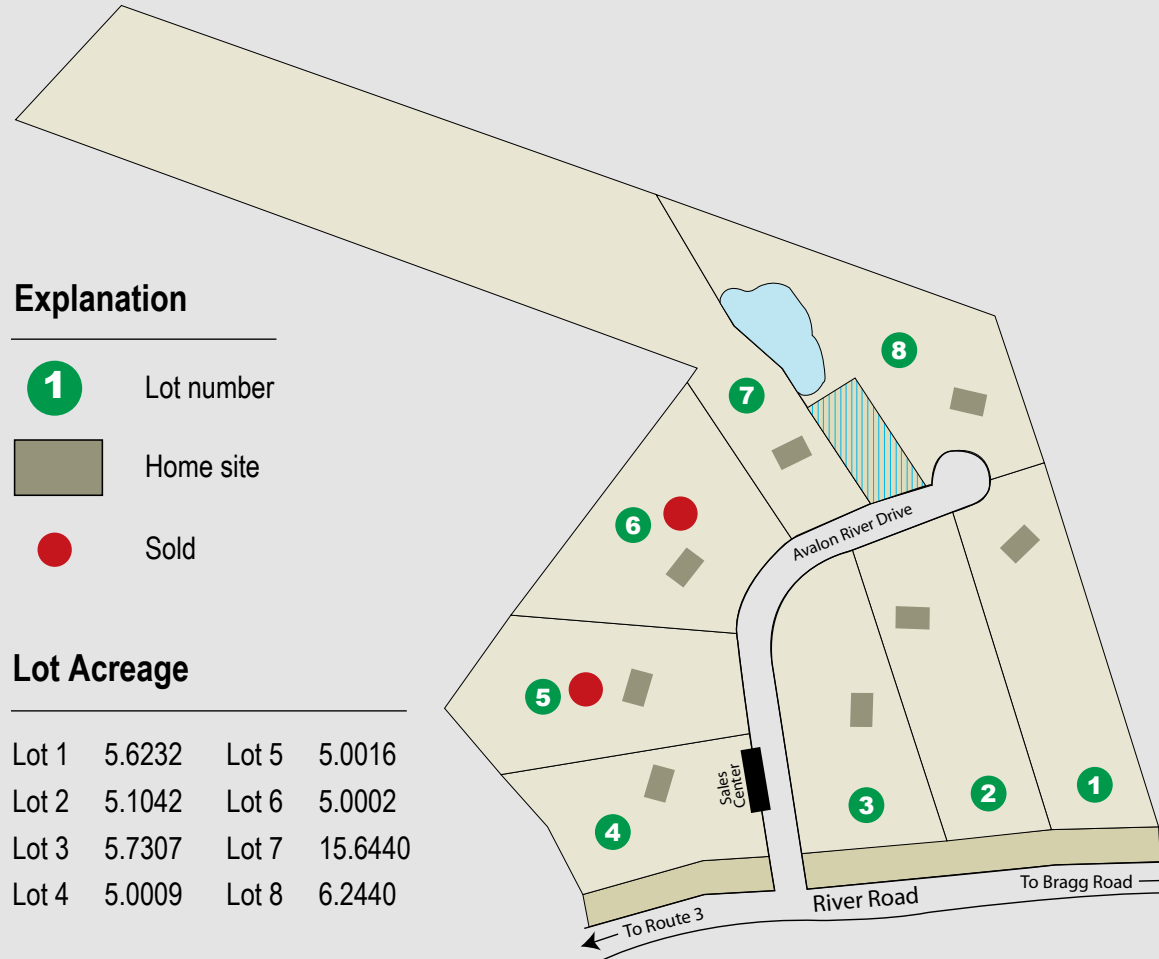 Explanation
1 Lot number
Home site
Sold
Lot Acreage
Lot 1 5.6232 Lot 5 5.0016
Lot 2 5.1042 Lot 6 5.0002
Lot 3 5.7307 Lot 7 15.6440
Lot 4 5.0009 Lot 8 6.2440
8
7
6
Avalon River Drive
5
Sales
Center
4
3
2
1
To Route 3
River Road
To Bragg Road